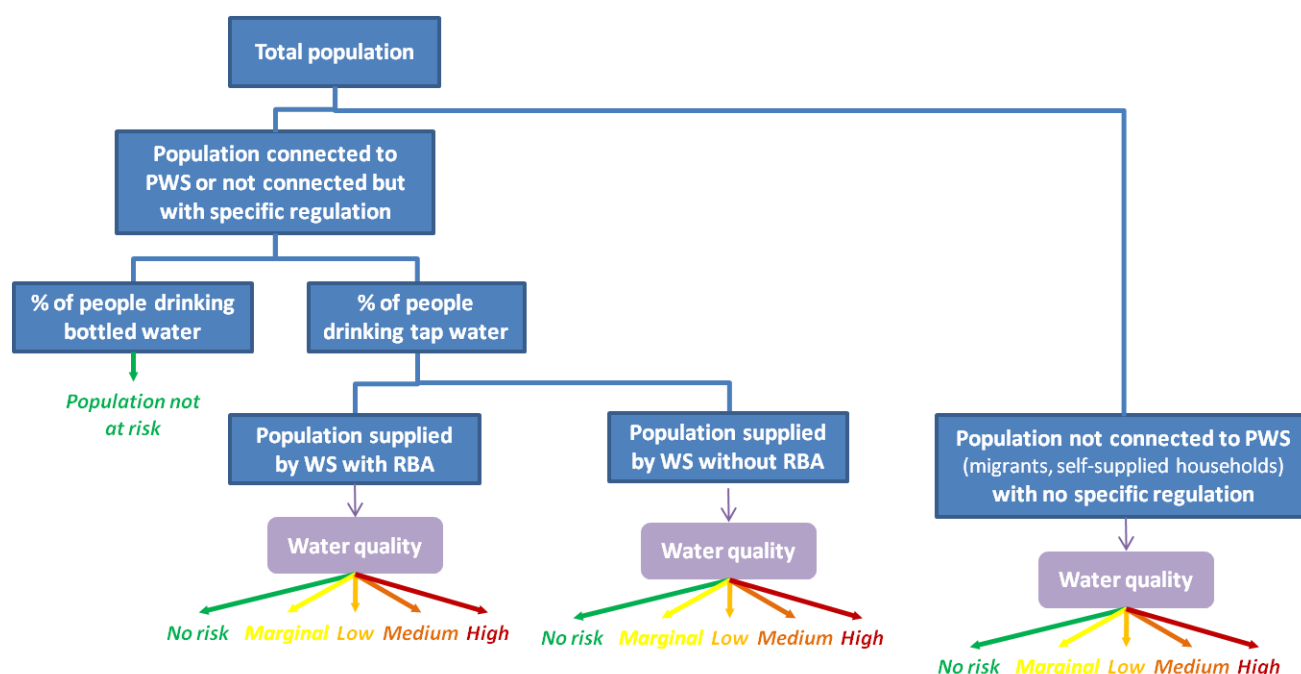 Total population
Population connected to
PWS or not connected but
with specific regulation
% of people drinking
bottled water
% of people
drinking tap water
Population not
at risk
Population supplied
by WS with RBA
Population supplied
by WS without RBA
Population not connected to PWS
(migrants, self-supplied households)
with no specific regulation
Water quality
Water quality
Water quality
No risk Marginal Low Medium High
No risk Marginal Low Medium High
No risk Marginal Low Medium High